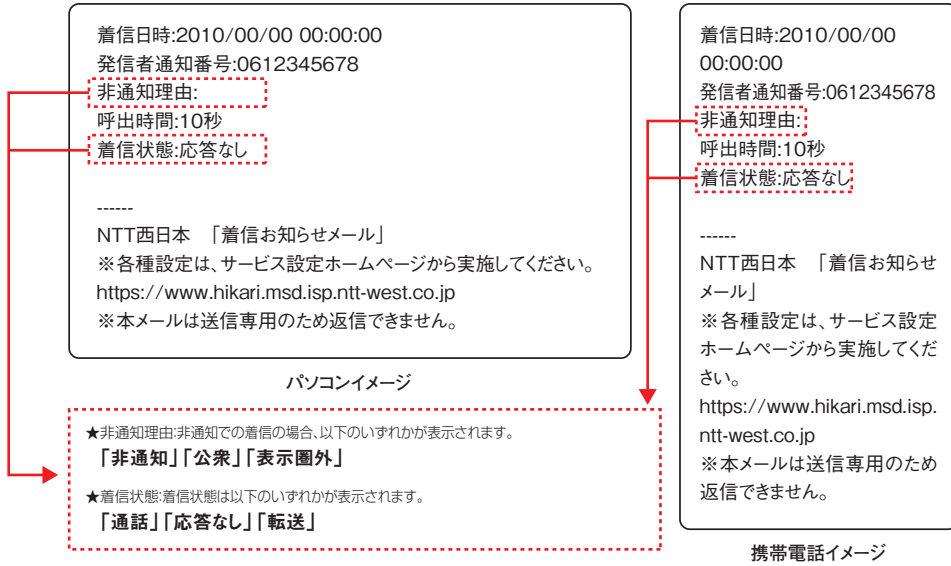 着信日時:2010/00/00 00:00:00
発信者通知番号:0612345678
非通知理由:
呼出時間:10秒
着信状態:応答なし
------
NTT西日本　「着信お知らせメール」
※各種設定は、サービス設定ホームページから実施してください。
https://www.hikari.msd.isp.ntt-west.co.jp
※本メールは送信専用のため返信できません。
パソコンイメージ
★非通知理由:非通知での着信の場合、以下のいずれかが表示されます。
「非通知」「公衆」「表示圏外」
★着信状態:着信状態は以下のいずれかが表示されます。
「通話」「応答なし」「転送」
着信日時:2010/00/00
00:00:00
発信者通知番号:0612345678
非通知理由:
呼出時間:10秒
着信状態:応答なし
------
NTT西日本　「着信お知らせ
メール」
※各種設定は、サービス設定
ホームページから実施してくだ
さい。
https://www.hikari.msd.isp.
ntt-west.co.jp
※本メールは送信専用のため
返信できません。
携帯電話イメージ